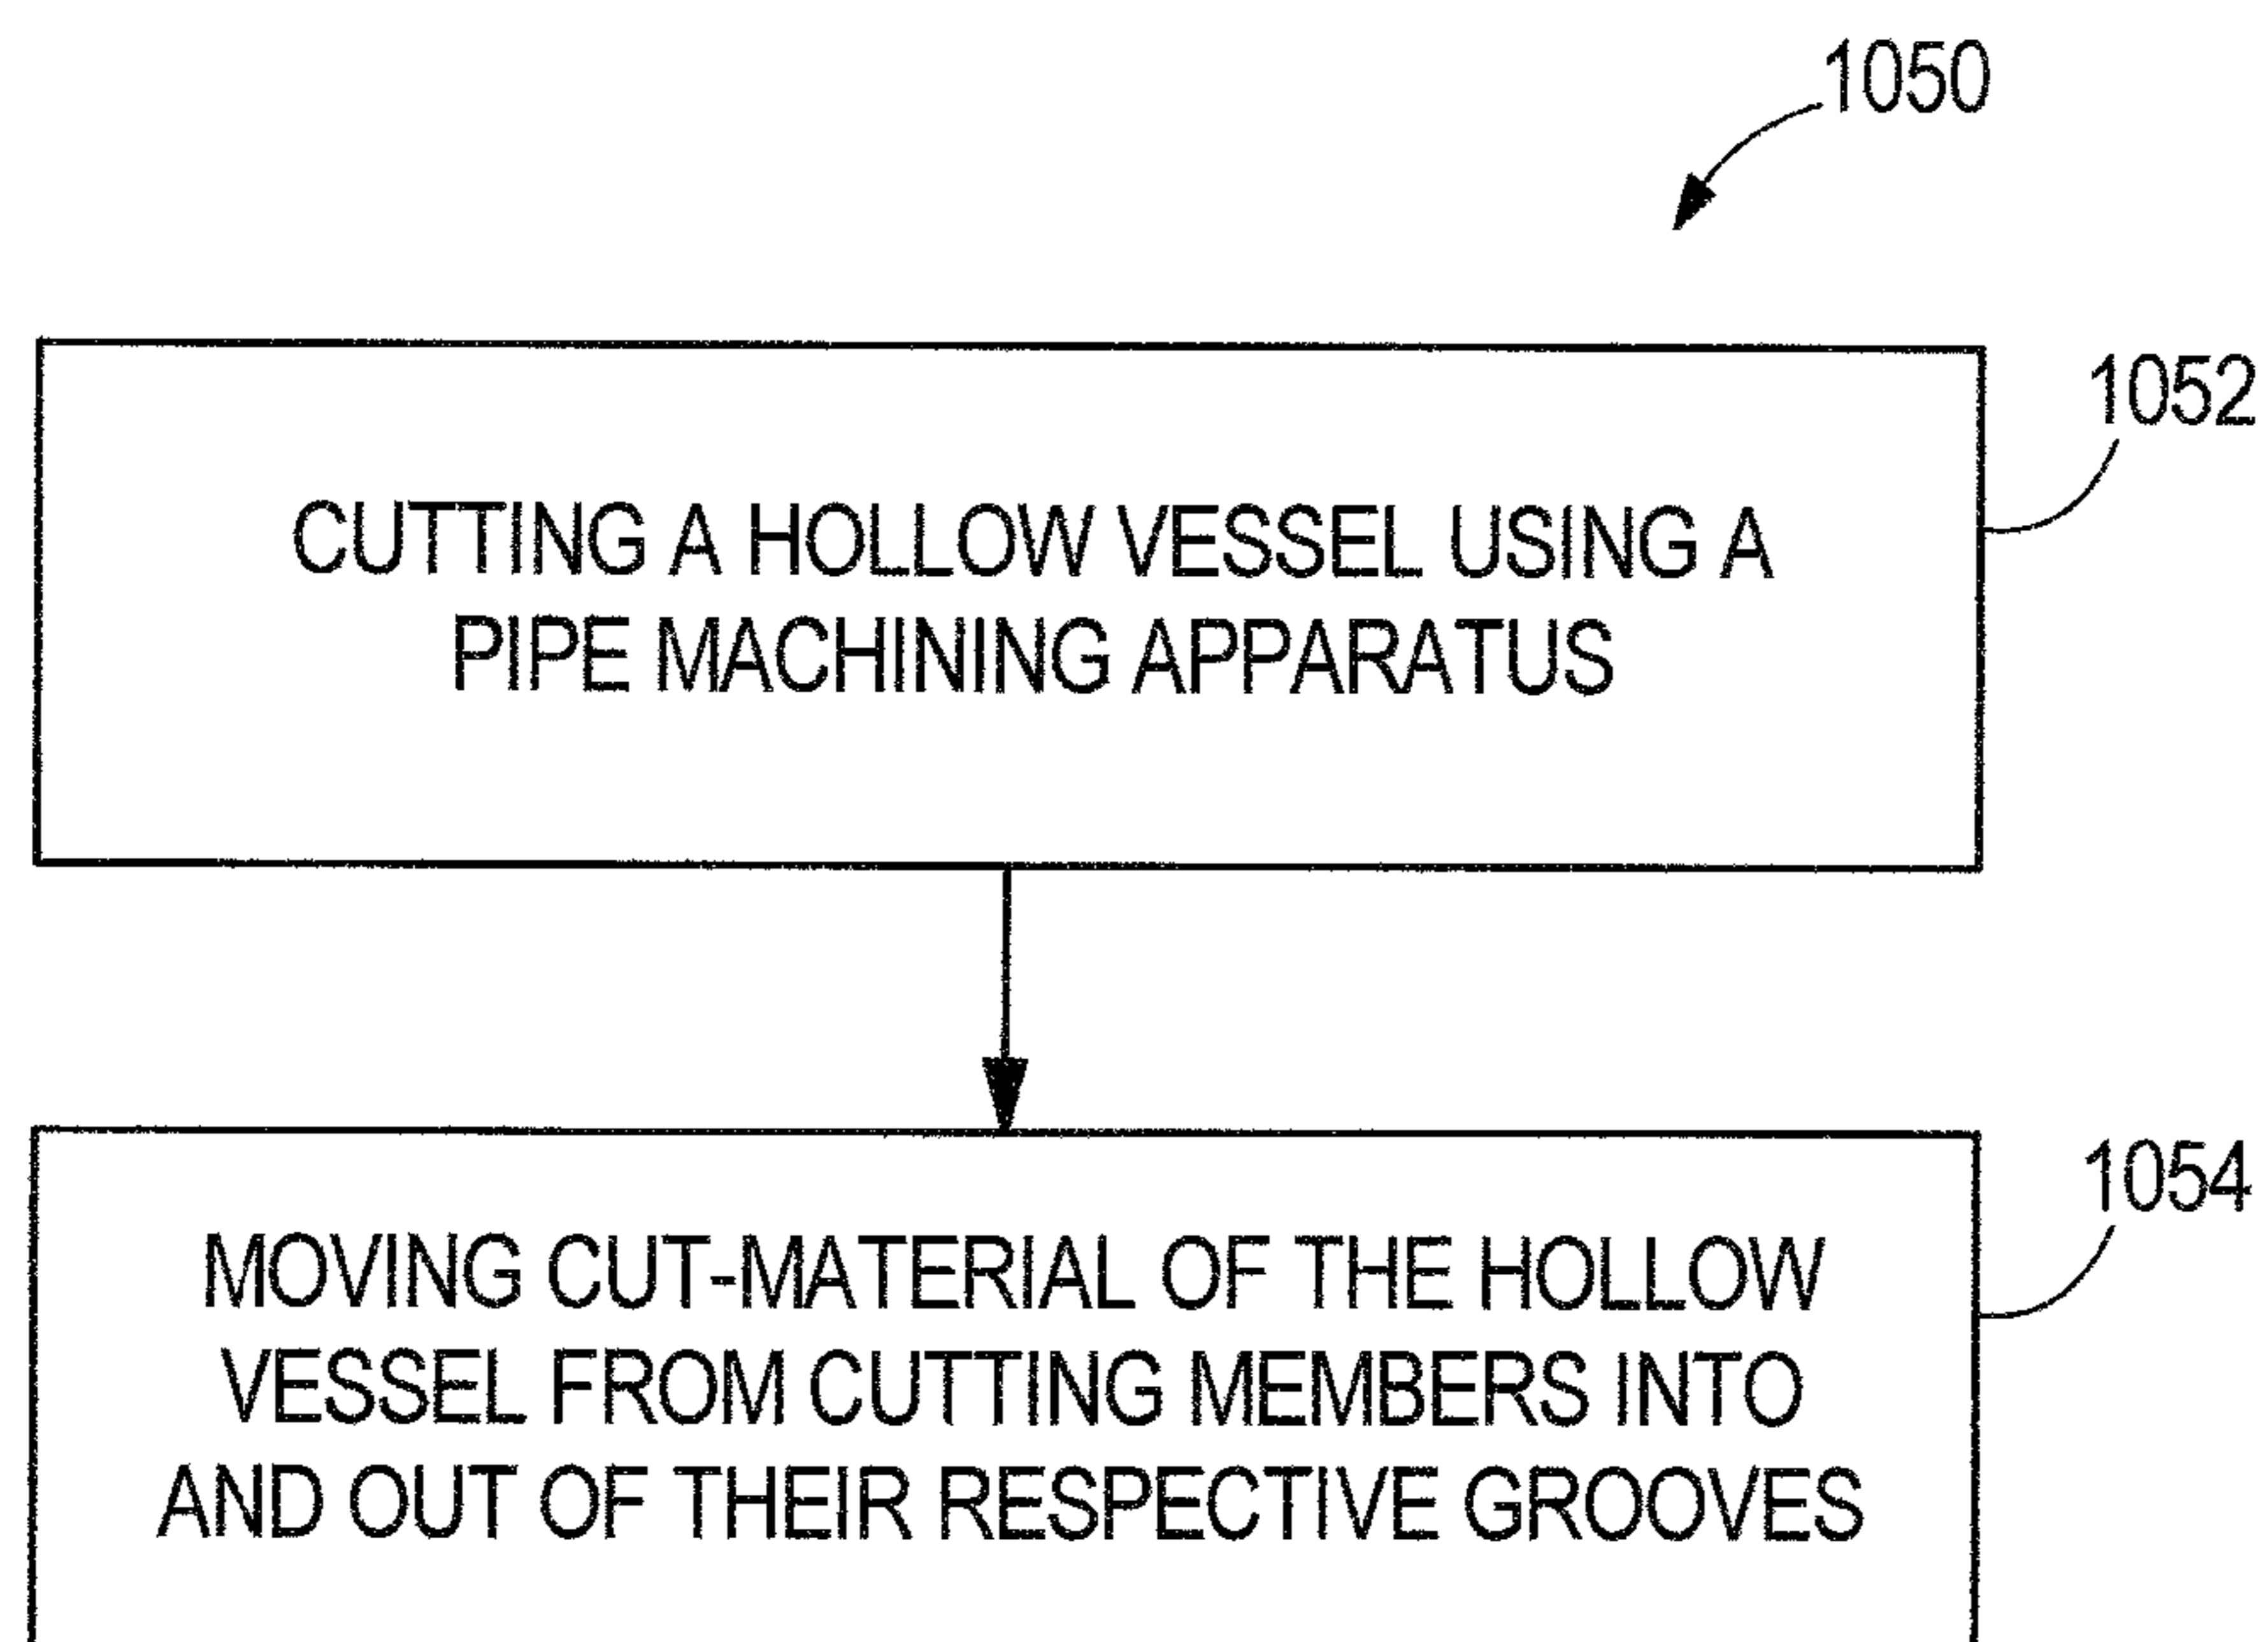 1050
1052
CUTTING A HOLLOW VESSEL USING A
PIPE MACHINING APPARATUS
1054
MOVING CUT-MATERIAL OF THE HOLLOW
VESSEL FROM CUTTING MEMBERS INTO
AND OUT OF THEIR RESPECTIVE GROOVES